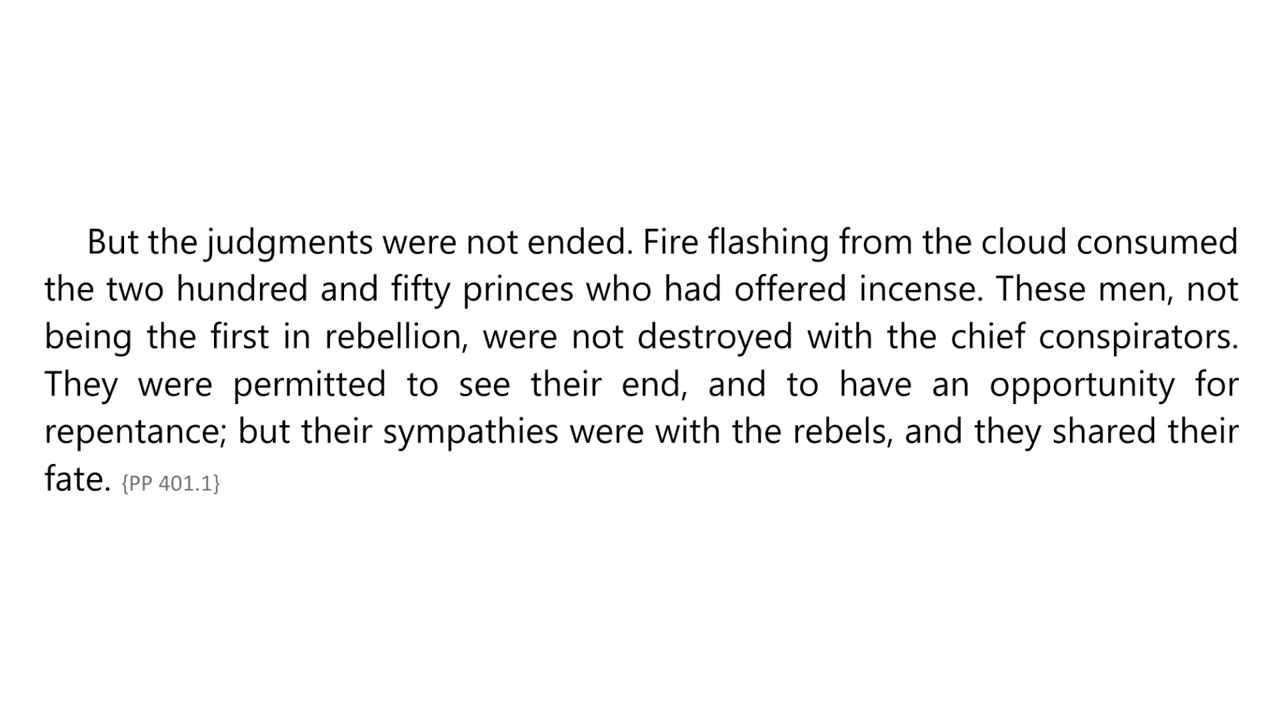 But the judgments were not ended. Fire flashing from the cloud consumed
the two hundred and fifty princes who had offered incense. These men, not
being the first in rebellion, were not destroyed with the chief conspirators.
They were permitted to see their end, and to have an opportunity for
repentance; but their sympathies were with the rebels, and they shared their
fate. {PP 401.1}